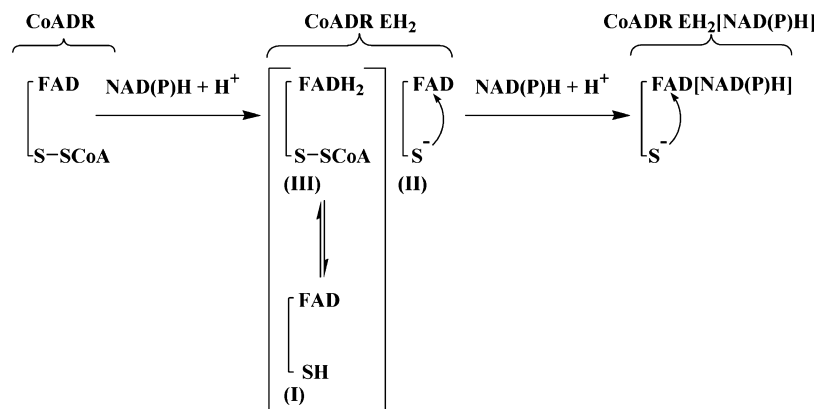 CoADR
CoADR EH2
CoADR EH2[NAD(P)H]
FAD
NAD(P)H + H+
FADH2
FAD
NAD(P)H + H+
FAD[NAD(P)H]
S-SCoA
S-SCoA
S-
S-
(III)
(II)
FAD
SH
(I)